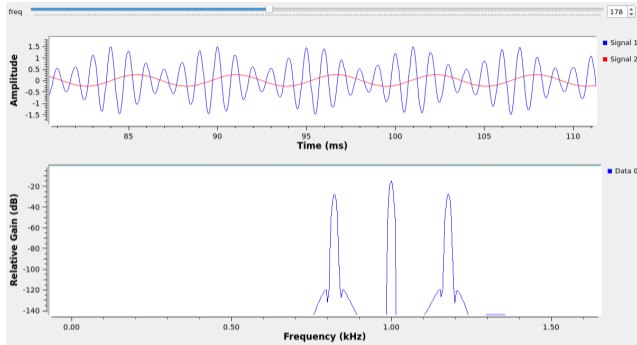 freq 178
1.5
1
0.5
0
-0.5
-1
-1.5
Amplitude
85 90 95 100 105 110
Time (ms)
Signal 1
Signal 2
-20
-40
-60
-80
-100
-120
-140
Relative Gain (dB)
0.00 0.50 1.00 1.50
Frequency (kHz)
Data 0